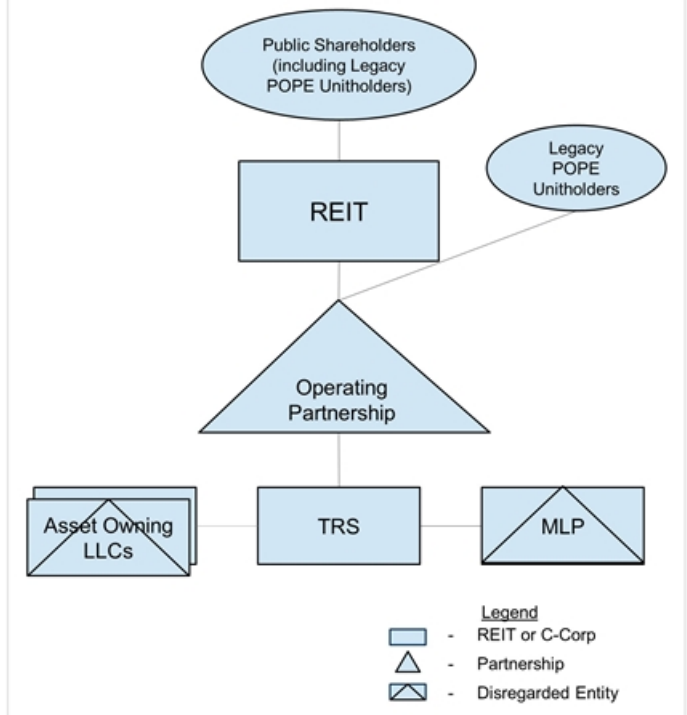 Public Shareholders
(including Legacy
POPE Unitholders)
Legacy
POPE
Unitholders
REIT
Operating
Partnership
Asset Owning
LLCs
TRS
MLP
Legend
- REIT or C-Corp
- Partnership
- Disregarded Entity